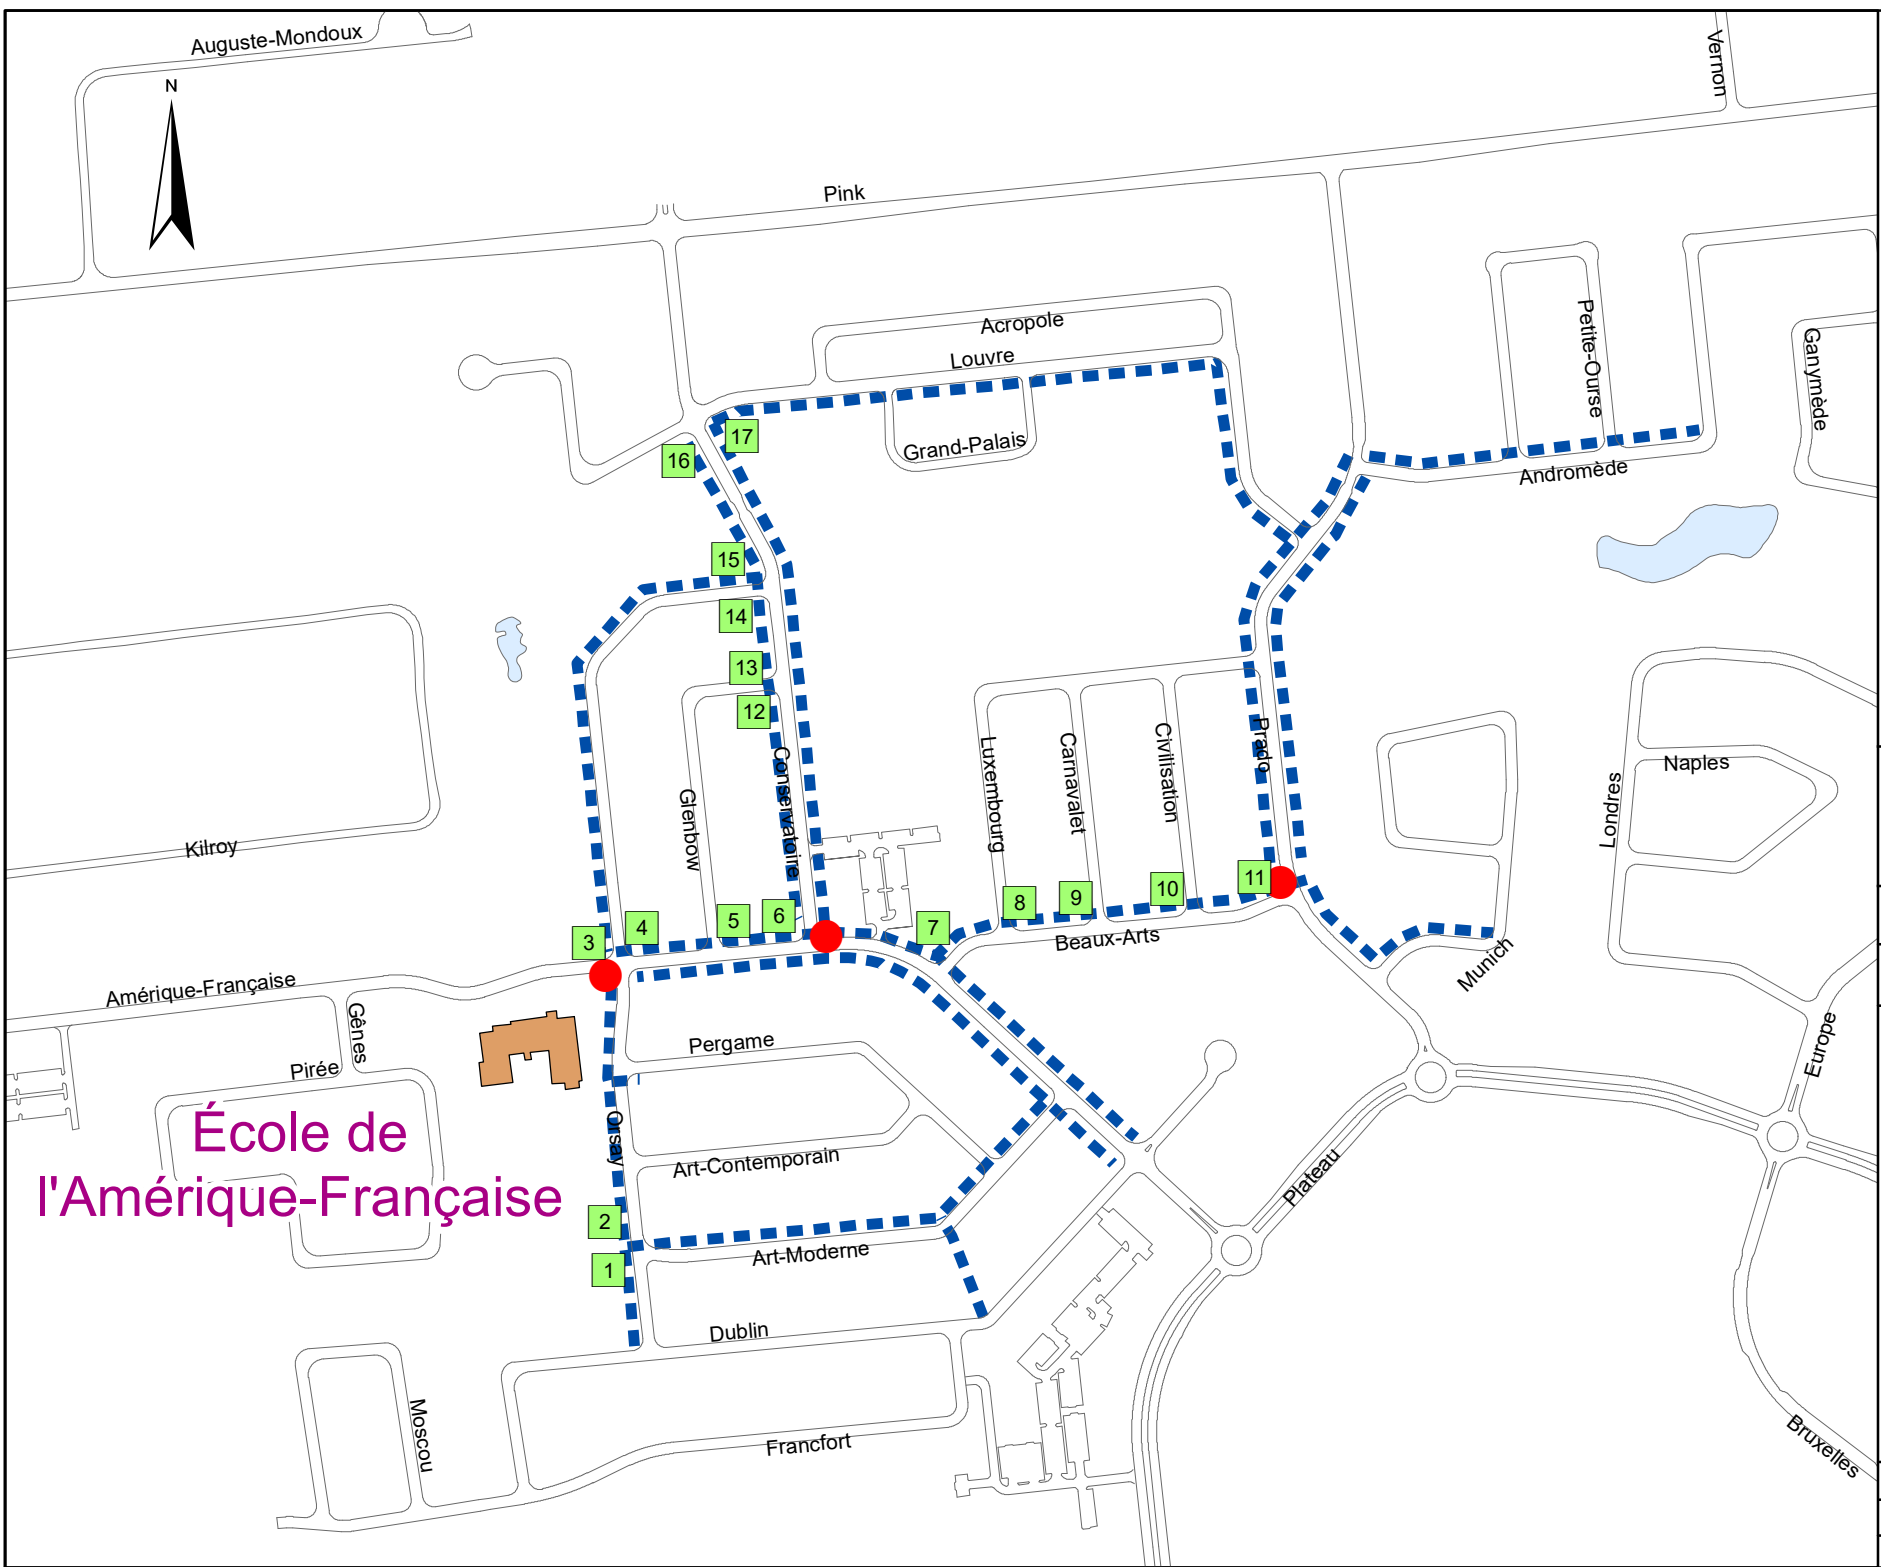 Auguste-Mondoux
Vernon
N
Pink
Acropole
Louvre
Petite-Ourse
Ganymède
17
Grand-Palais
16
Andromède
15
14
13
12
Prado
Conservatoire
Luxembourg
Carnavalet
Civilisation
Naples
Londres
Glenbow
Kilroy
11
10
9
8
7
6
5
4
3
Beaux-Arts
Munich
Amérique-Française
Gênes
Pergame
Europe
Pirée
École de
l'Amérique-Française
Orsay
Art-Contemporain
Plateau
2
Art-Moderne
1
Dublin
Moscou
Francfort
Bruxelles